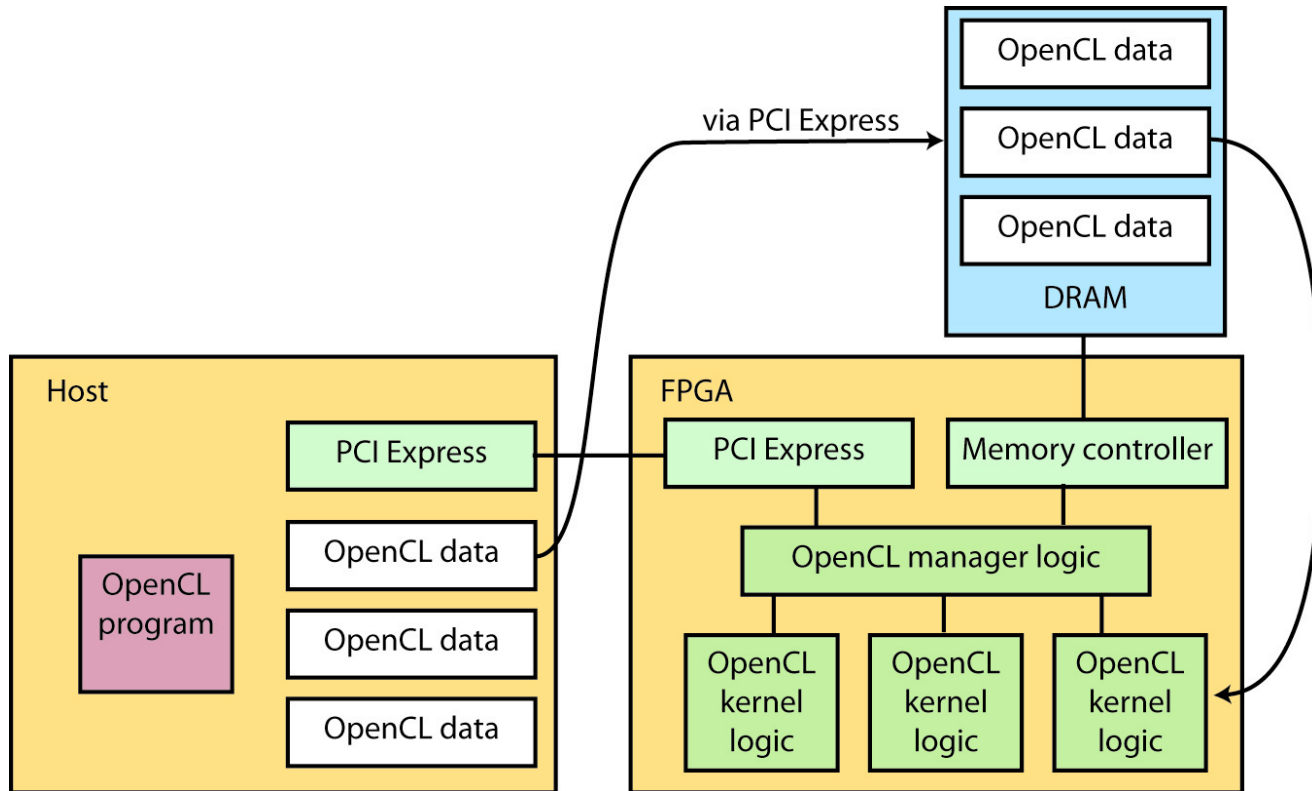 OpenCL data
via PCI Express
OpenCL data
OpenCL data
DRAM
Host
PCI Express
OpenCL data
OpenCL
program
OpenCL data
OpenCL data
FPGA
PCI Express
Memory controller
OpenCL manager logic
OpenCL
kernel
logic
OpenCL
kernel
logic
OpenCL
kernel
logic